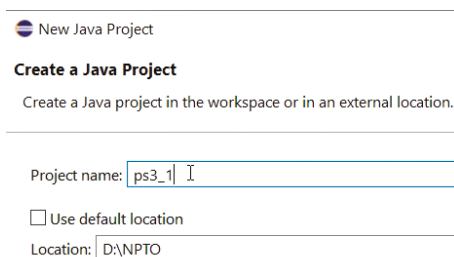 New Java Project
Create a Java Project
Create a Java project in the workspace or in an external location.
Project name: ps3_1
Use default location
Location: D:\NPTO